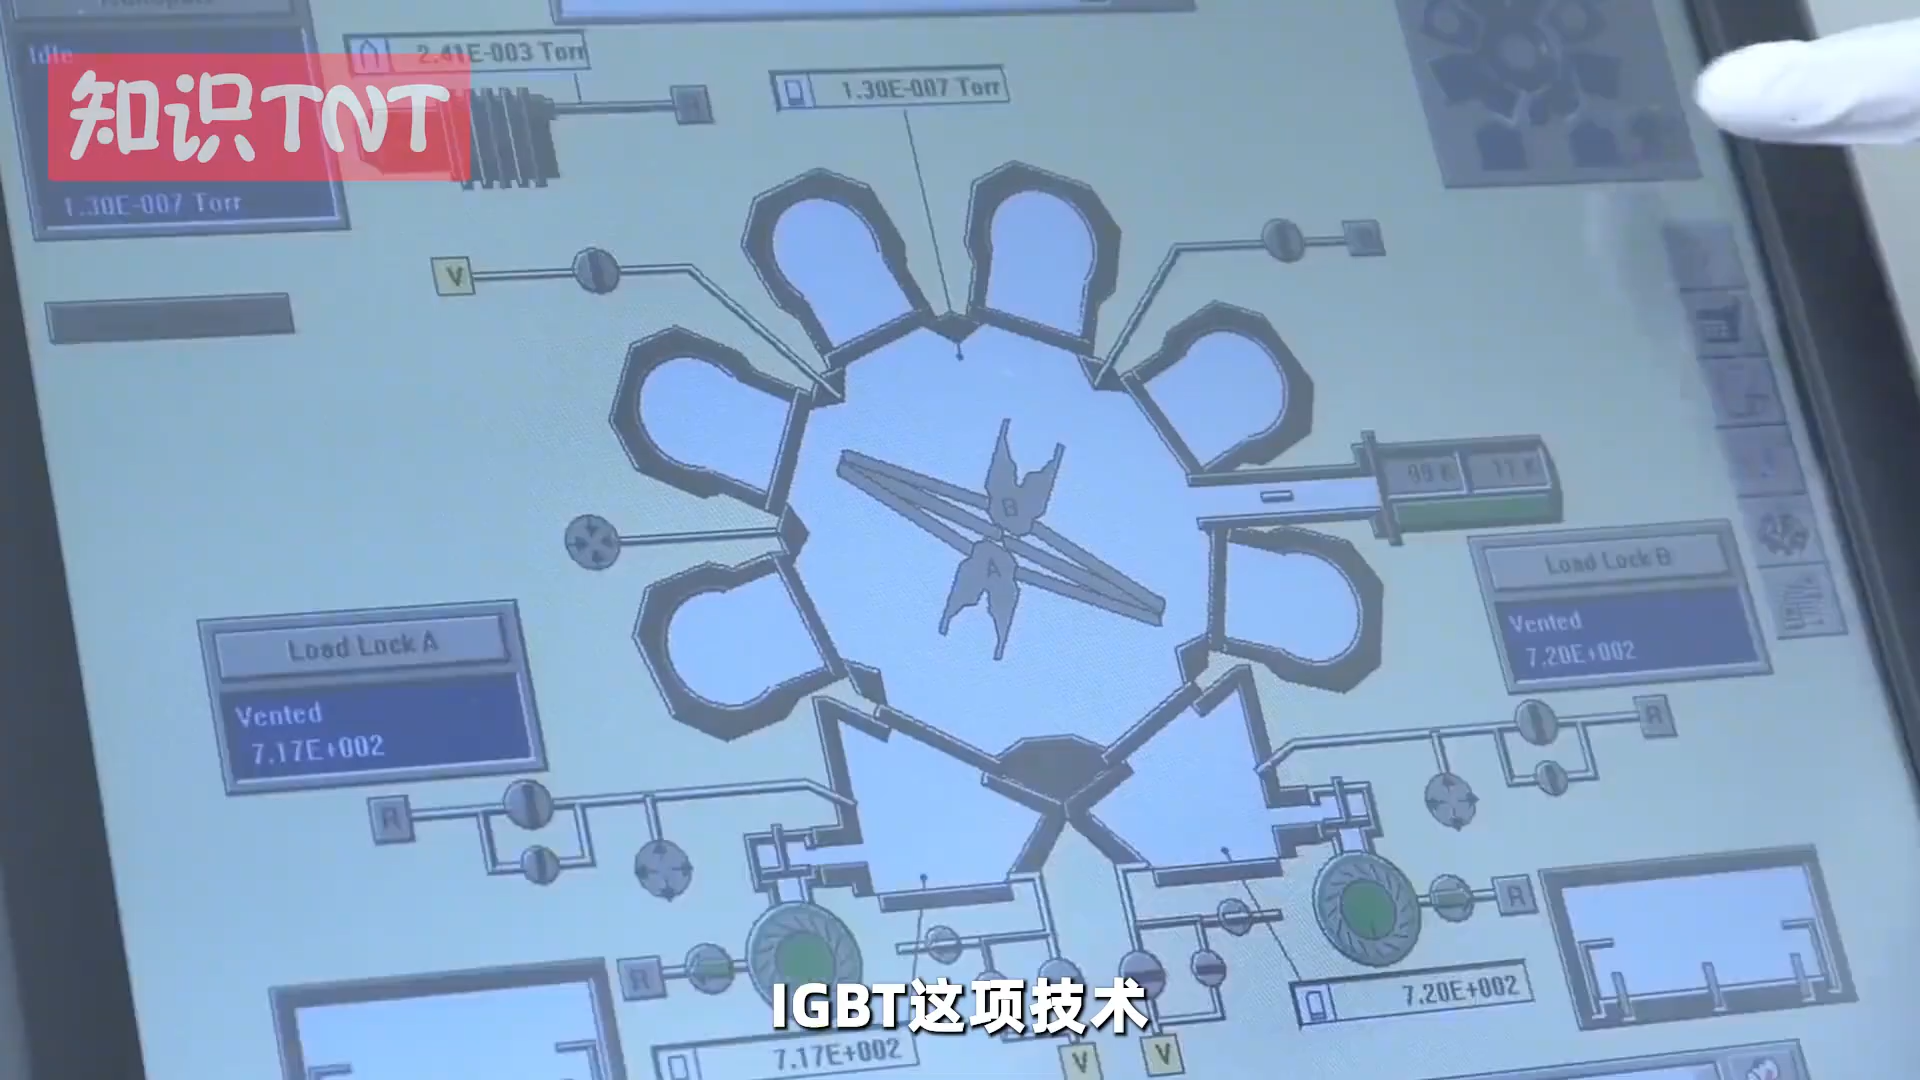 Idle
2.41E-003 Torr
1.30E-007 Torr
知识TNT
1.30E-007 Torr
V
B
A
Load Lock B
Vented
7.20E+002
Load Lock A
Vented
7.17E+002
R
R
R
R
7.20E+002
IGBT这项技术
7.17E+002
V
V